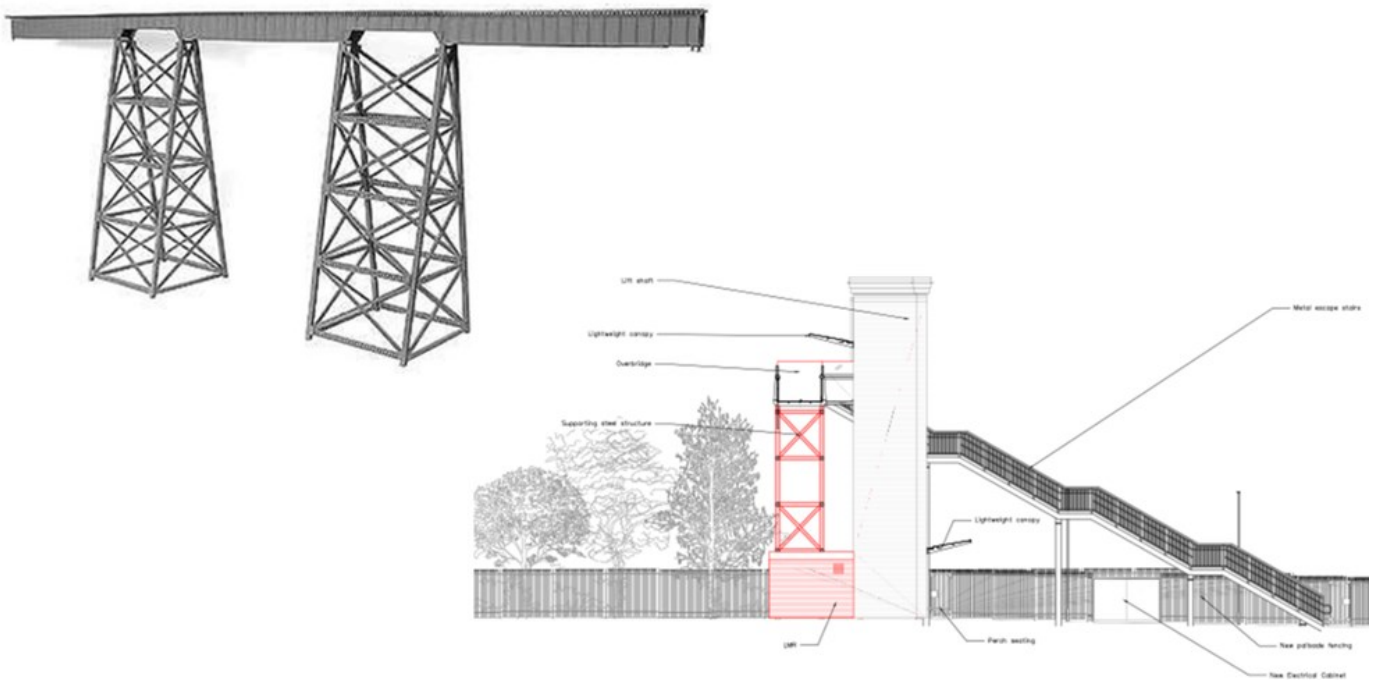 Lift shaft
Metal escape stairs
Lightweight canopy
Overbridge
Supporting steel structure
Lightweight canopy
LMR
Perch seating
New palisade fencing
New Electrical Cabinet